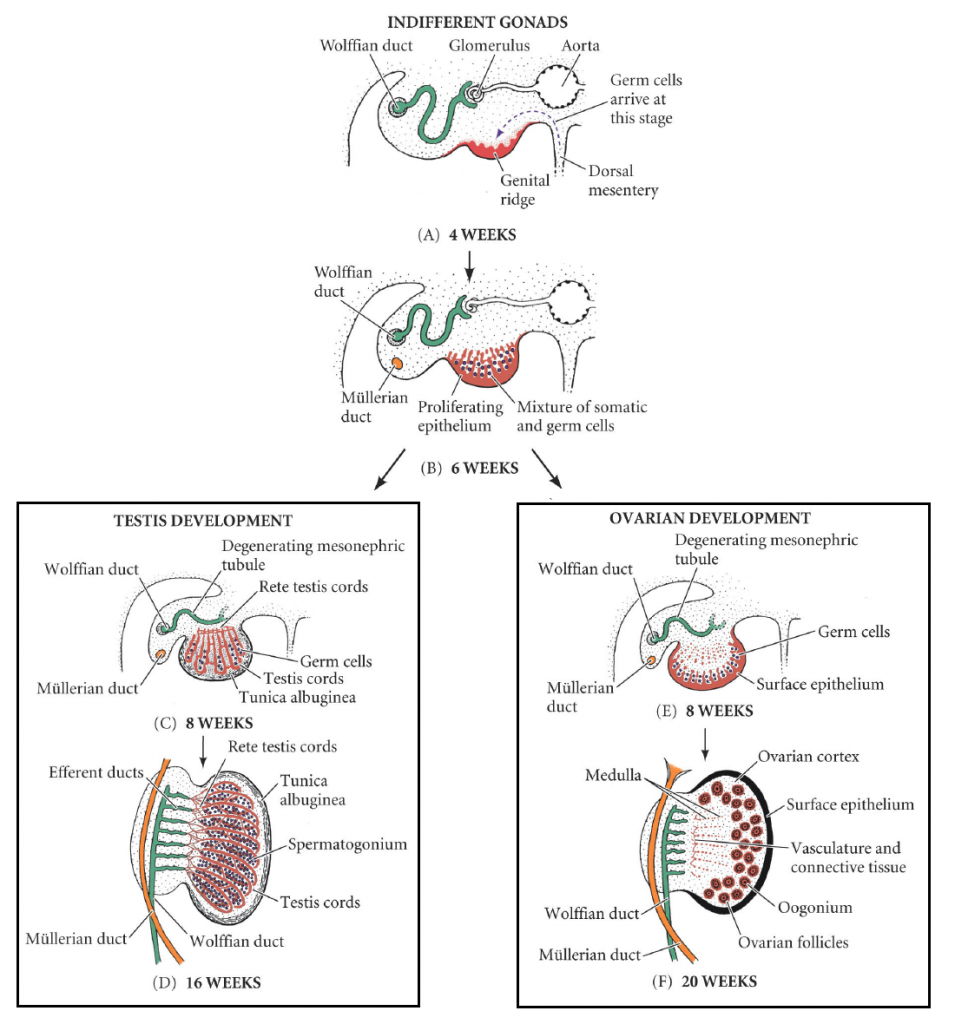 INDIFFERENT GONADS
Wolffian duct
Glomerulus
Aorta
Germ cells
arrive at
this stage
Genital
ridge
Dorsal
mesentery
(A) 4 WEEKS
Wolffian
duct
Müllerian
duct
Proliferating
epithelium
Mixture of somatic
and germ cells
(B) 6 WEEKS
TESTIS DEVELOPMENT
Degenerating mesonephric
tubule
Wolffian duct
Rete testis cords
Germ cells
Testis cords
Müllerian duct
Tunica albuginea
(C) 8 WEEKS
Rete testis cords
Efferent ducts
Tunica
albuginea
Spermatogonium
Testis cords
Müllerian duct
Wolffian duct
(D) 16 WEEKS
OVARIAN DEVELOPMENT
Degenerating mesonephric
tubule
Wolffian duct
Germ cells
Surface epithelium
Müllerian
duct
(E) 8 WEEKS
Ovarian cortex
Medulla
Surface epithelium
Vasculature and
connective tissue
Oogonium
Wolffian duct
Ovarian follicles
Müllerian duct
(F) 20 WEEKS